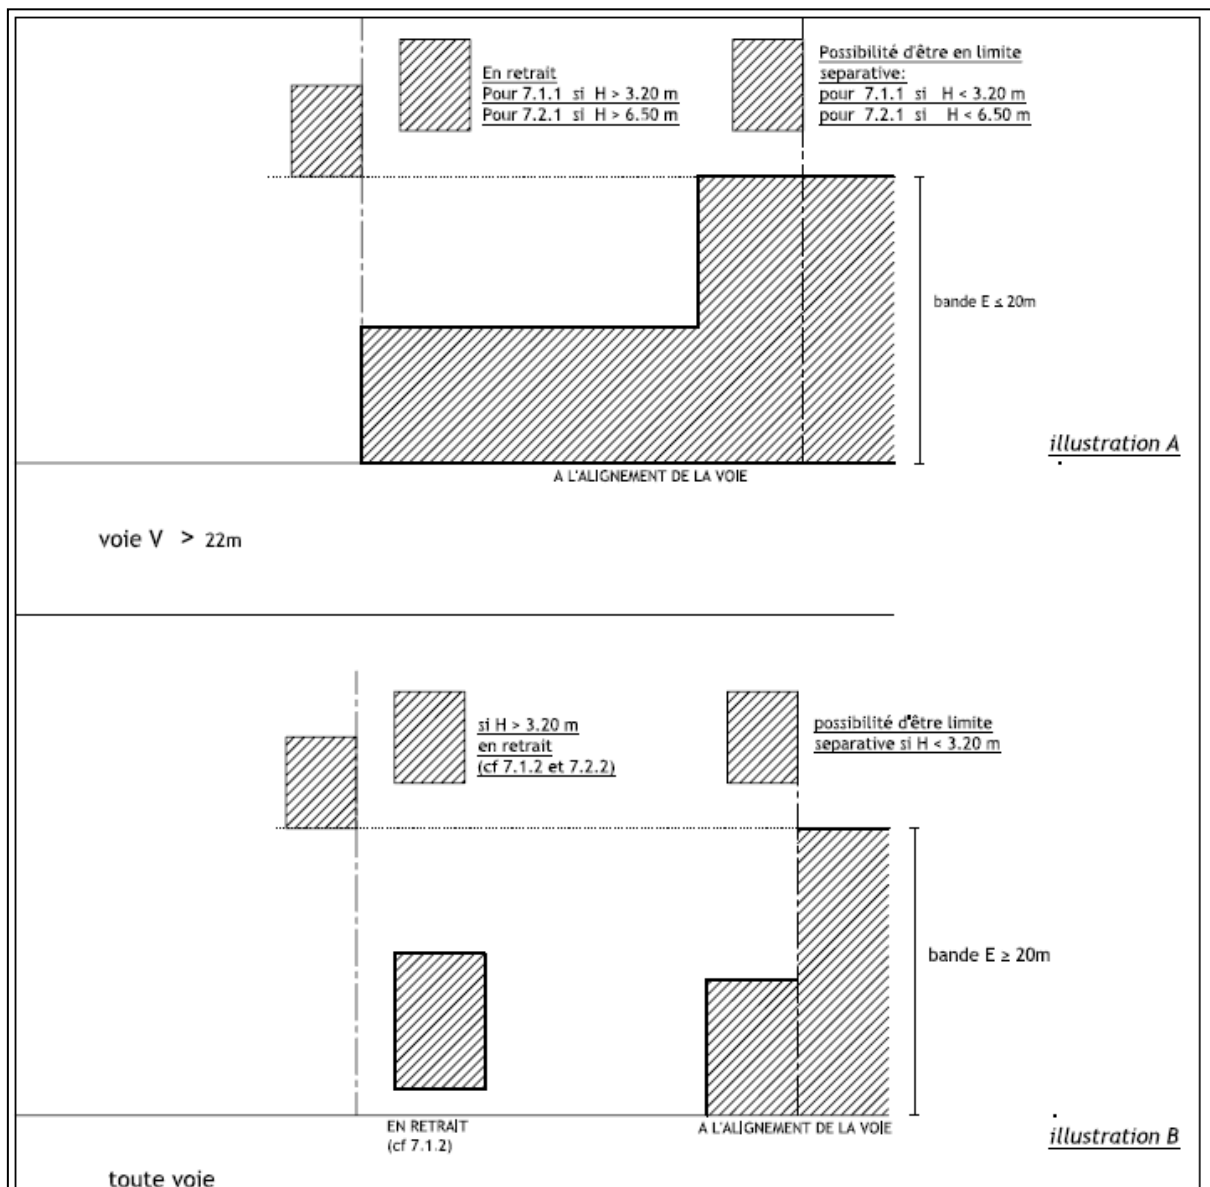 En retrait
Pour 7.1.1 si H > 3.20 m
Pour 7.2.1 si H > 6.50 m
Possibilité d'être en limite
separative:
pour 7.1.1 si H < 3.20 m
pour 7.2.1 si H < 6.50 m
bande E ≤ 20m
illustration A
A L'ALIGNEMENT DE LA VOIE
voie V > 22m
si H > 3.20 m
en retrait
(cf 7.1.2 et 7.2.2)
possibilité d'être limite
separative si H < 3.20 m
bande E ≥ 20m
EN RETRAIT
(cf 7.1.2)
A L'ALIGNEMENT DE LA VOIE
illustration B
toute voie